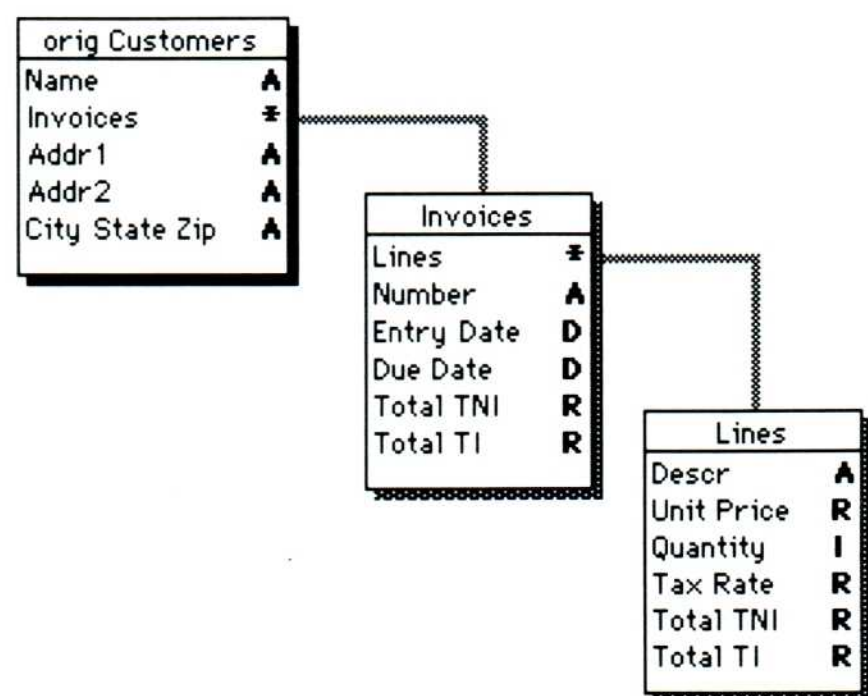 orig Customers
Name A
Invoices *
Addr1 A
Addr2 A
City State Zip A
Invoices
Lines *
Number A
Entry Date D
Due Date D
Total TNI R
Total TI R
Lines
Descr A
Unit Price R
Quantity I
Tax Rate R
Total TNI R
Total TI R